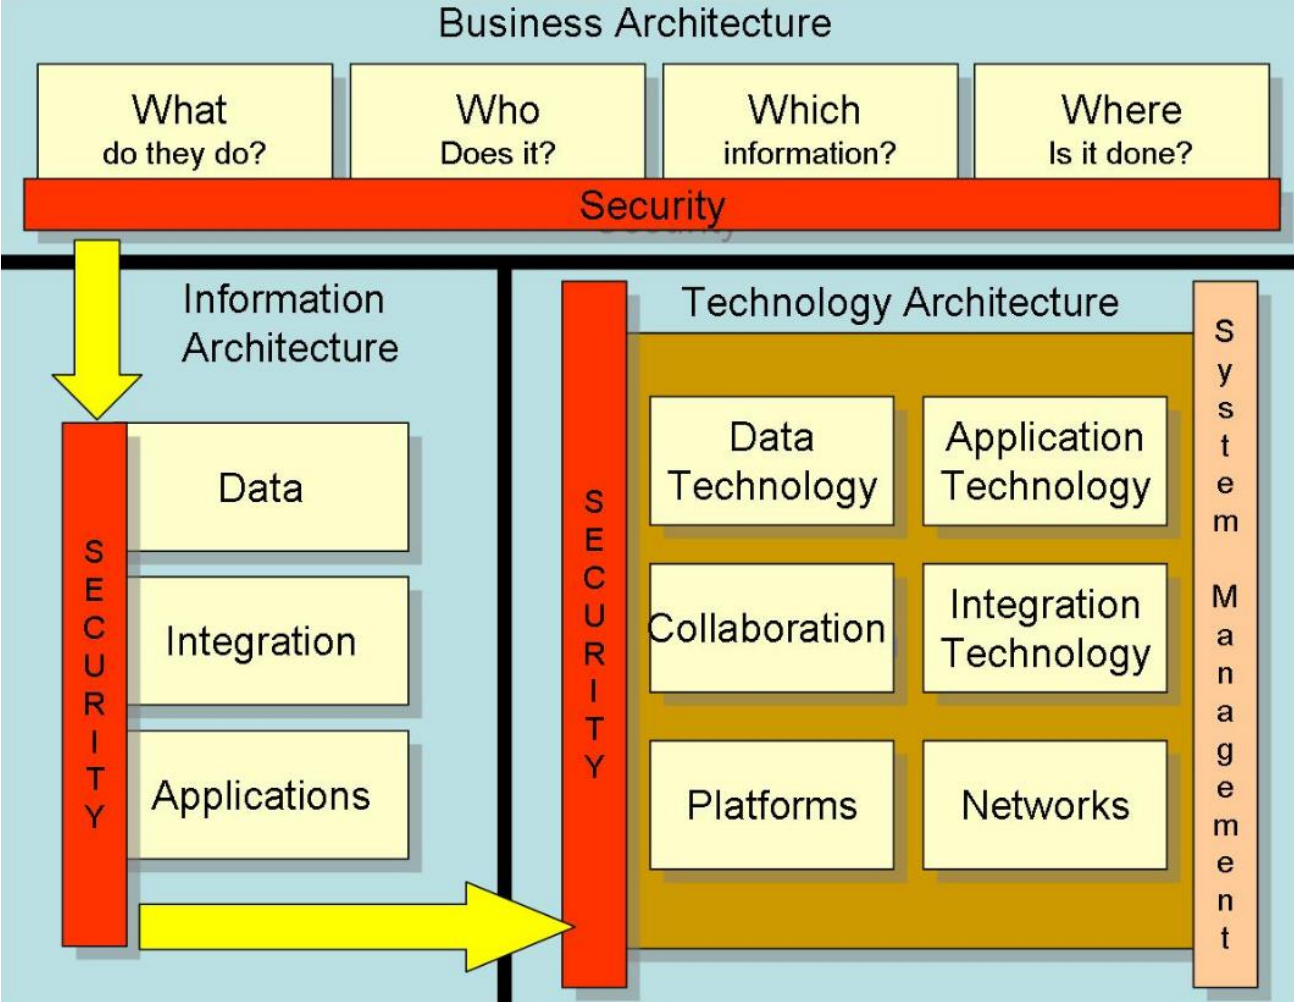 Business Architecture
What
do they do?
Who
Does it?
Which
information?
Where
Is it done?
Security
Information
Architecture
SECURITY
Data
Integration
Applications
SECURITY
Technology Architecture
Data
Technology
Application
Technology
Collaboration
Integration
Technology
Platforms
Networks
System Management